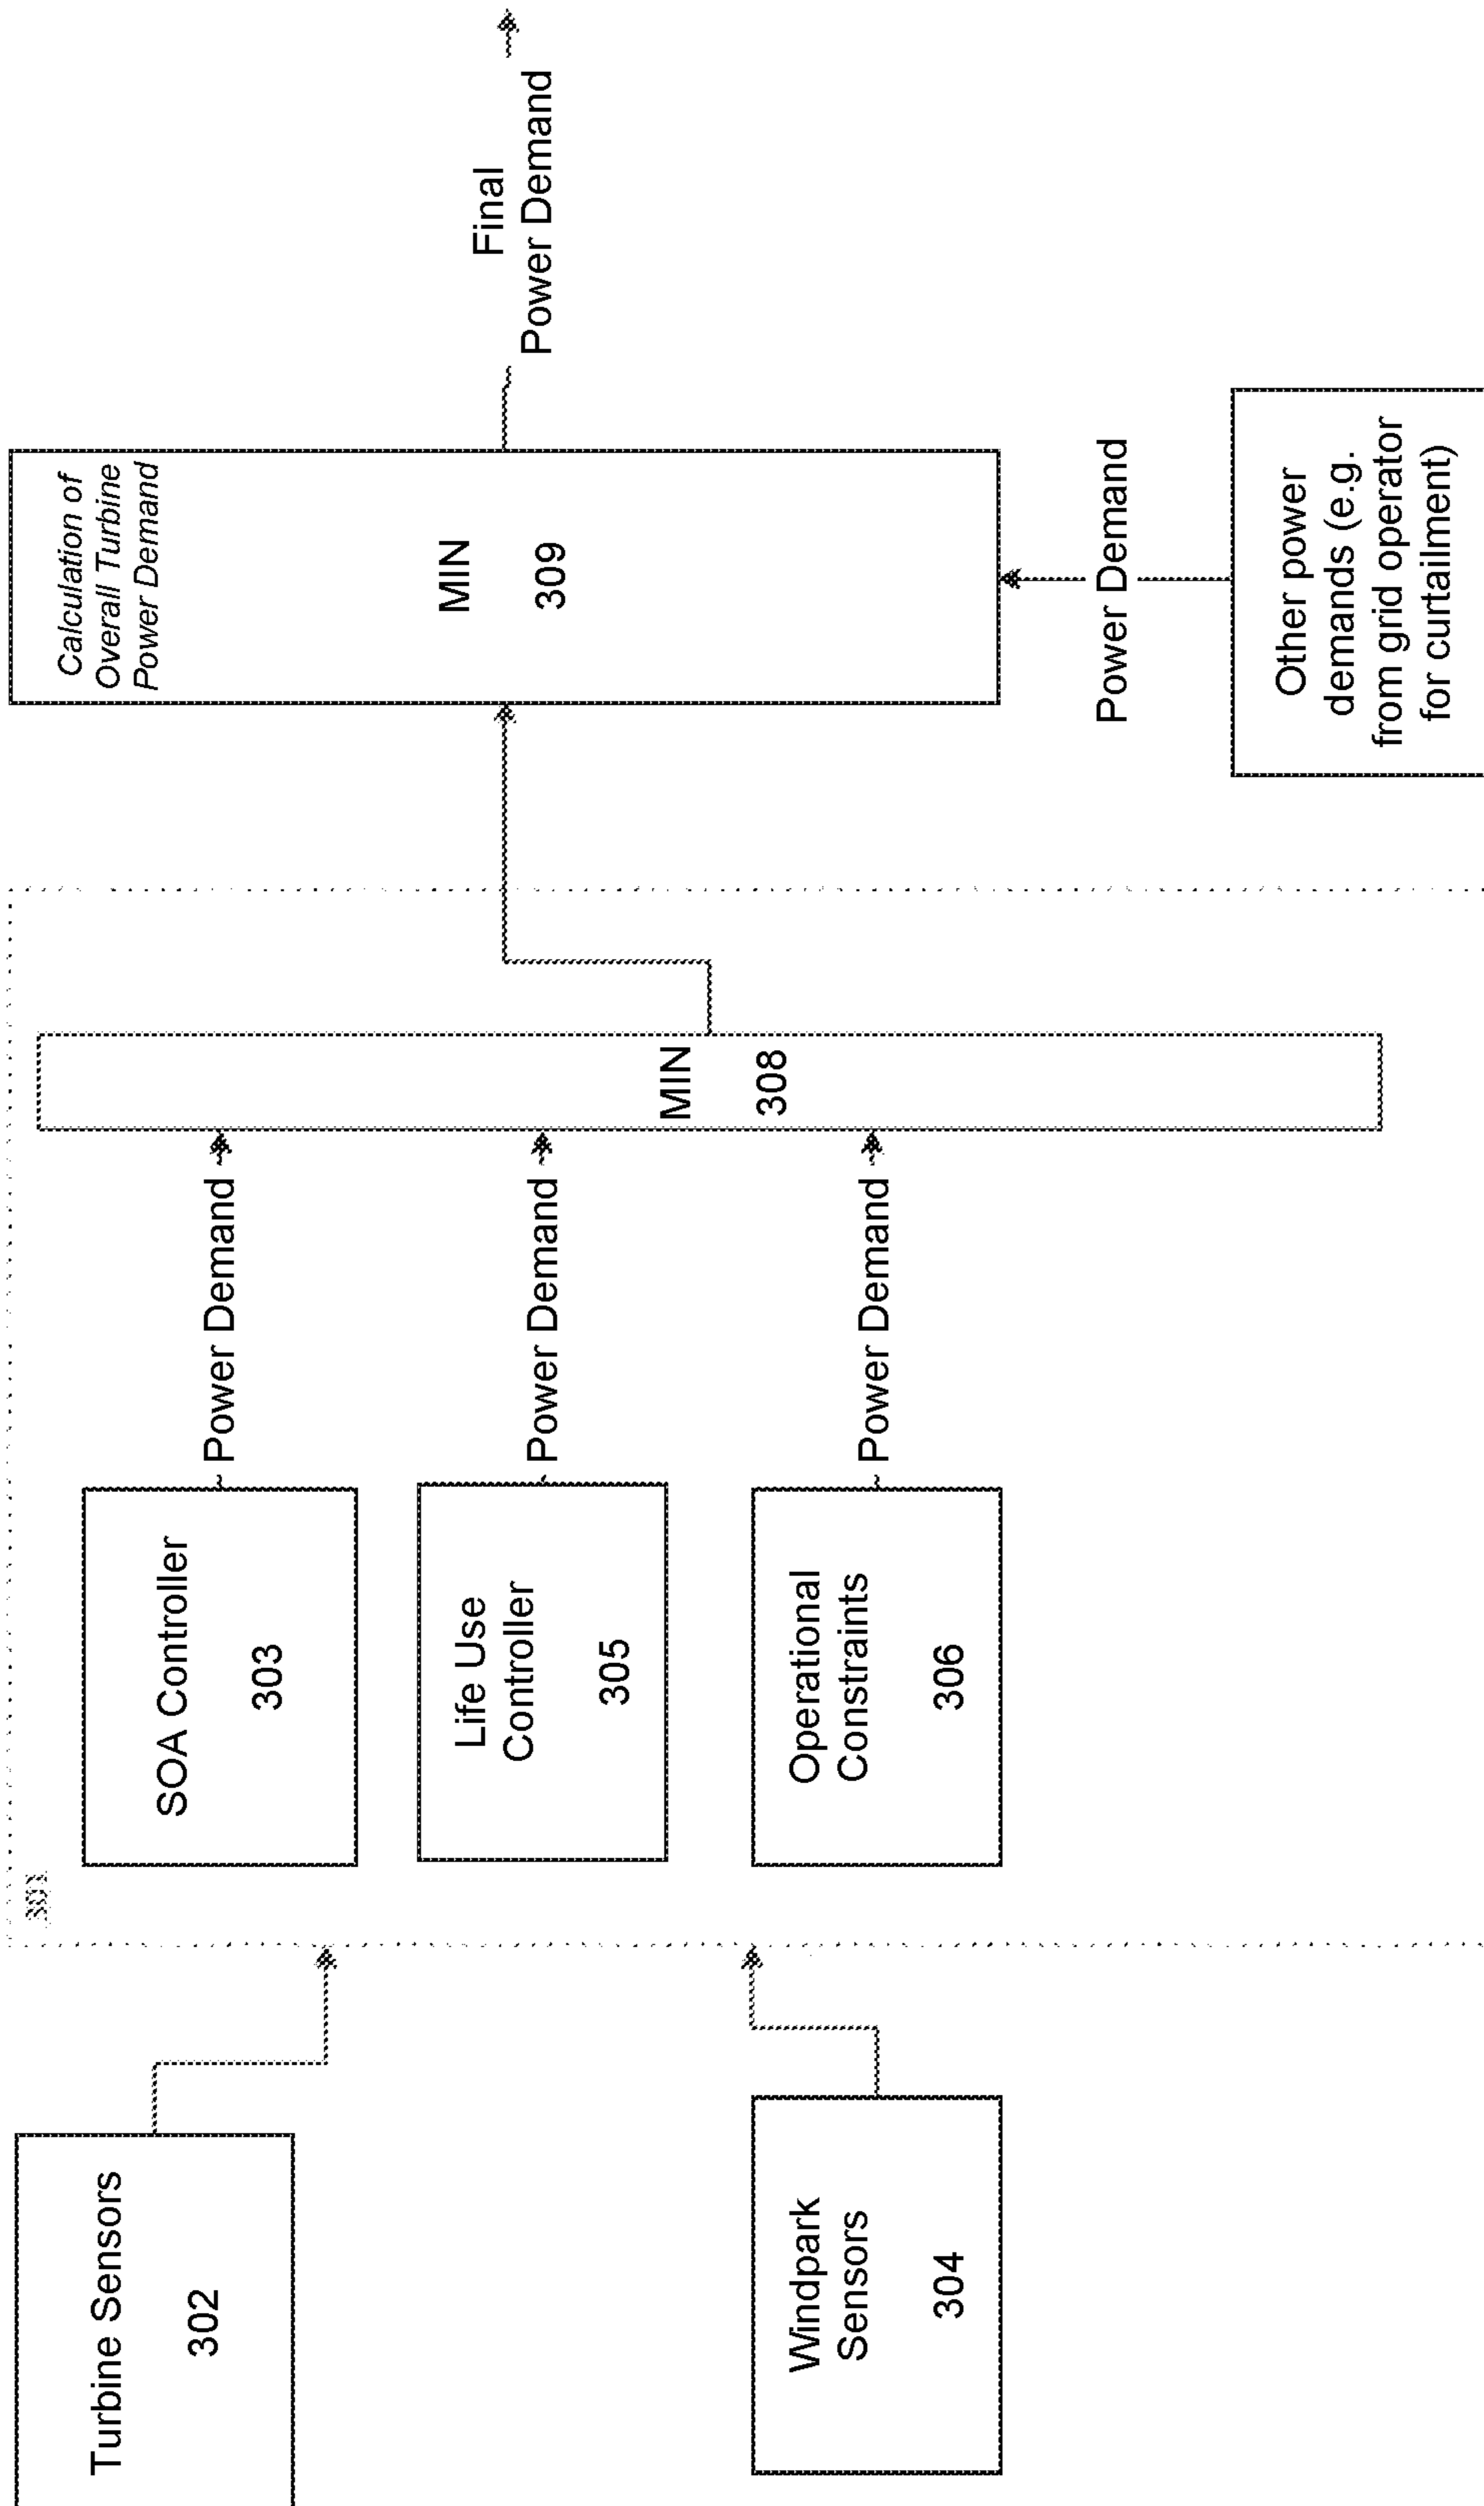 Turbine Sensors
302
Windpark
Sensors
304
301
SOA Controller
303
Life Use
Controller
305
Operational
Constraints
306
Power Demand
Power Demand
Power Demand
MIN
308
Calculation of
Overall Turbine
Power Demand
MIN
309
Power Demand
Other power
demands (e.g.
from grid operator
for curtailment)
Final
Power Demand